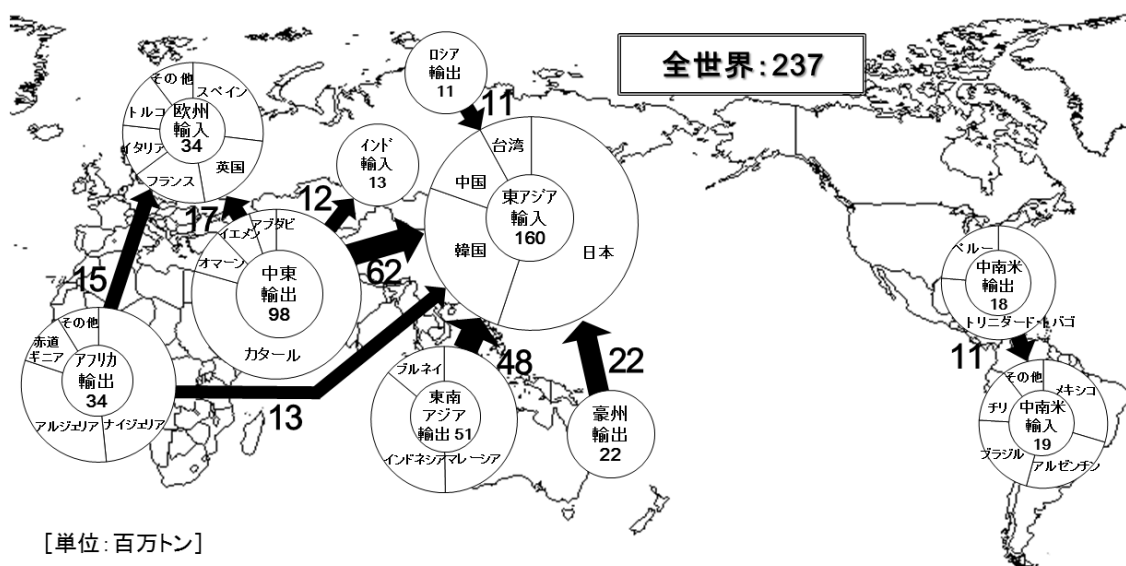 全世界：237
ロシア
輸出
11
11
その他
スペイン
トルコ
欧州
輸入
34
イタリア
英国
フランス
インド
輸入
13
12
17
15
台湾
中国
韓国
日本
東アジア
輸入
160
アブダビ
イエメン
オマーン
カタール
中東
輸出
98
62
その他
赤道
ギニア
アフリカ
輸出
34
アルジェリア
ナイジェリア
13
ブルネイ
東南
アジア
輸出 51
インドネシア
マレーシア
48
22
豪州
輸出
22
ペルー
中南米
輸出
18
トリニダード・トバゴ
11
その他
メキシコ
チリ
中南米
輸入
19
ブラジル
アルゼンチン
［単位：百万トン］